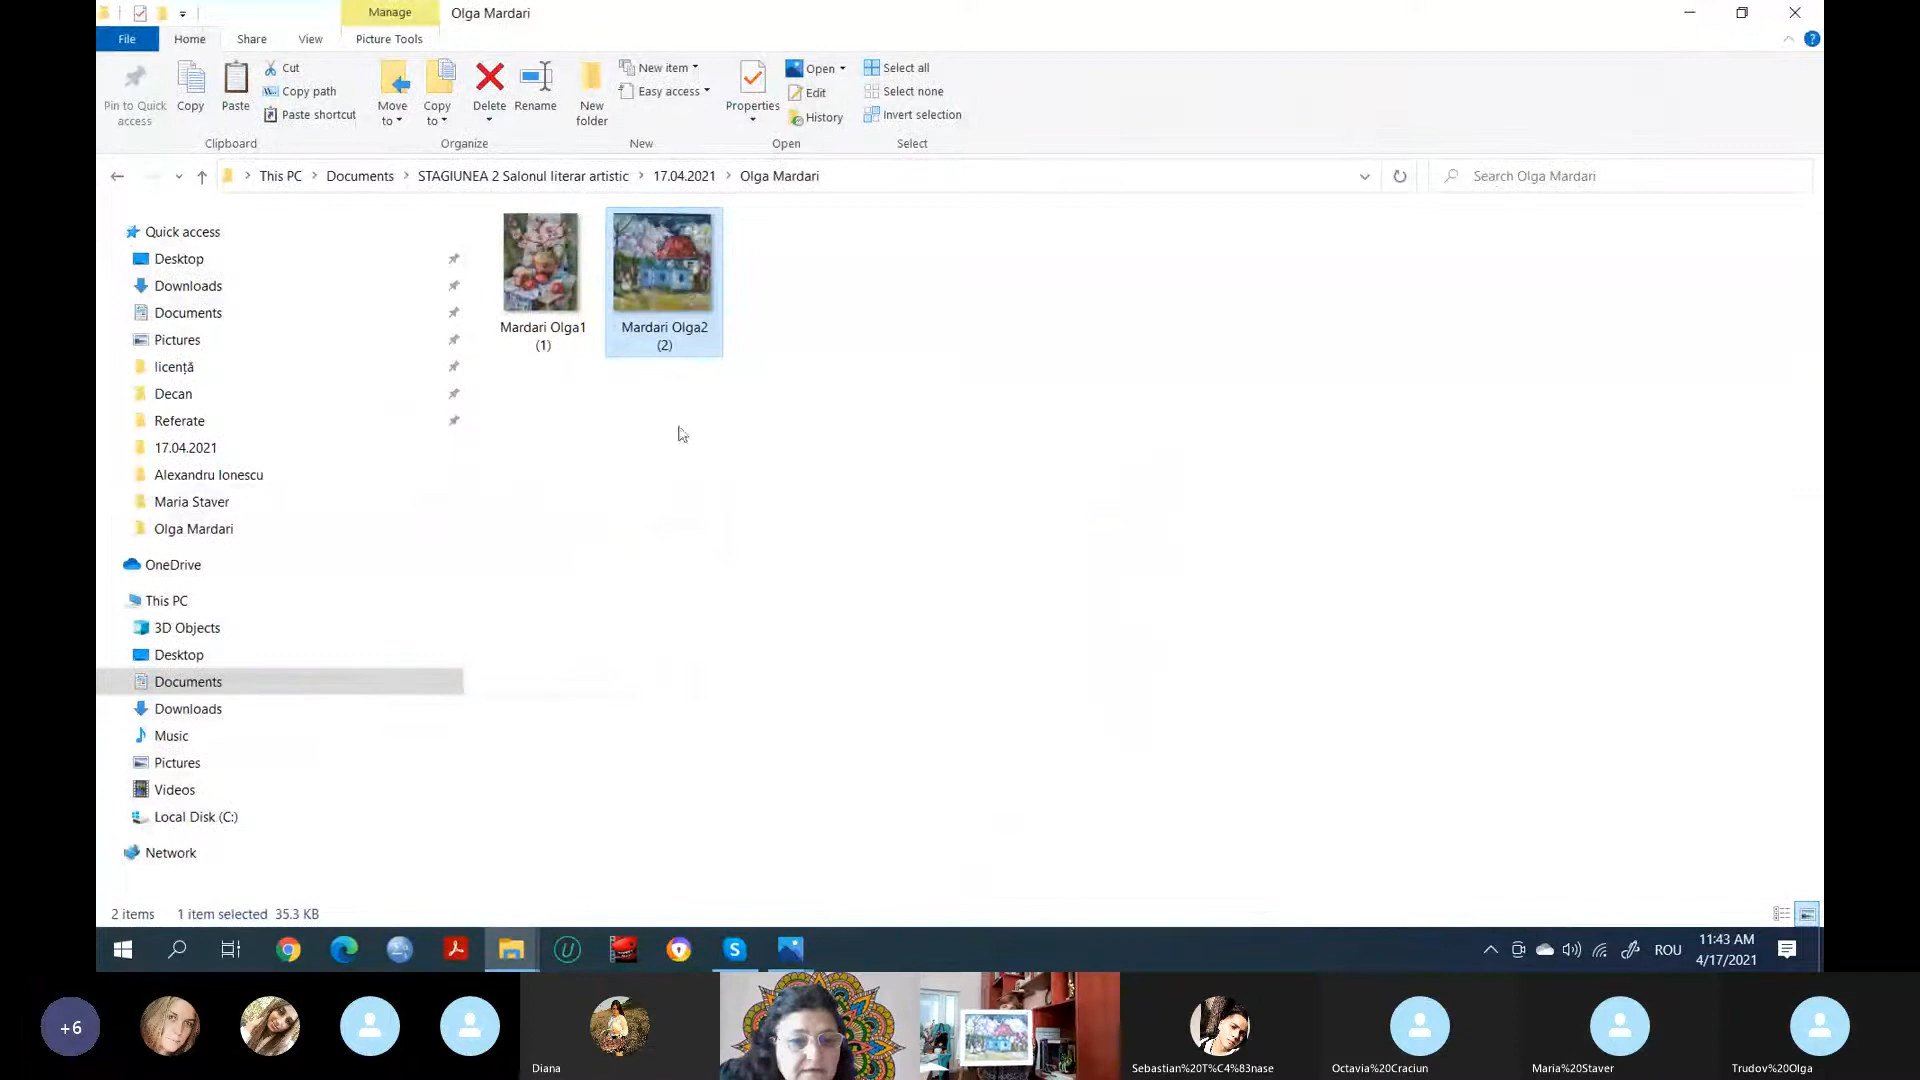 Manage
Olga Mardari
File
Home
Share
View
Picture Tools
Pin to Quick access
Copy
Paste
Cut
Copy path
Paste shortcut
Move to
Copy to
Delete
Rename
New folder
New item
Easy access
Properties
Open
Edit
History
Select all
Select none
Invert selection
Clipboard
Organize
New
Open
Select
This PC
Documents
STAGIUNEA 2 Salonul literar artistic
17.04.2021
Olga Mardari
Search Olga Mardari
Quick access
Desktop
Downloads
Documents
Pictures
licență
Decan
Referate
17.04.2021
Alexandru Ionescu
Maria Staver
Olga Mardari
OneDrive
This PC
3D Objects
Desktop
Documents
Downloads
Music
Pictures
Videos
Local Disk (C:)
Network
Mardari Olga1
(1)
Mardari Olga2
(2)
2 items
1 item selected 35.3 KB
ROU
11:43 AM
4/17/2021
+6
Diana
Sebastian%20T%C4%83nase
Octavia%20Craciun
Maria%20Staver
Trudov%20Olga